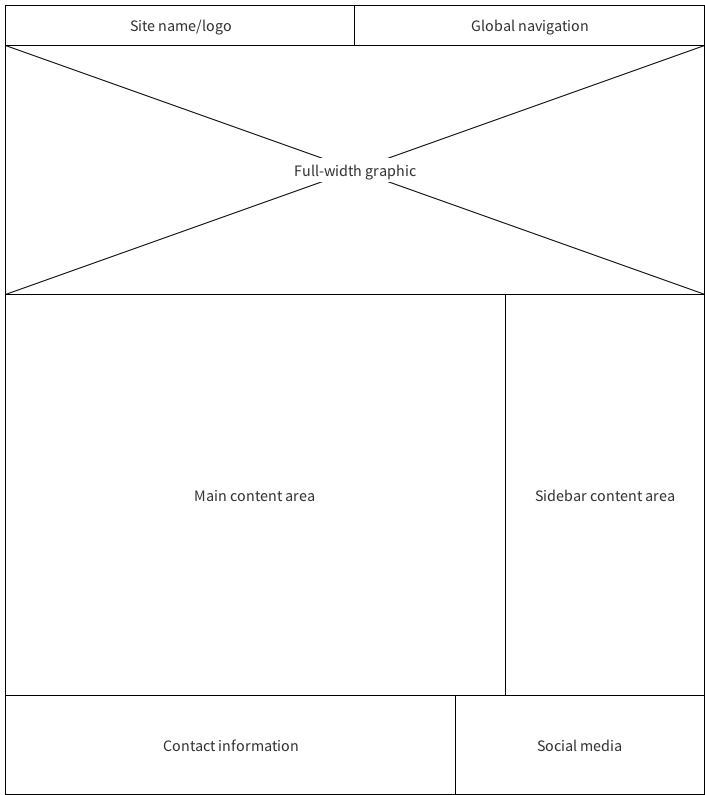 Site name/logo
Global navigation
Full-width graphic
Main content area
Sidebar content area
Contact information
Social media